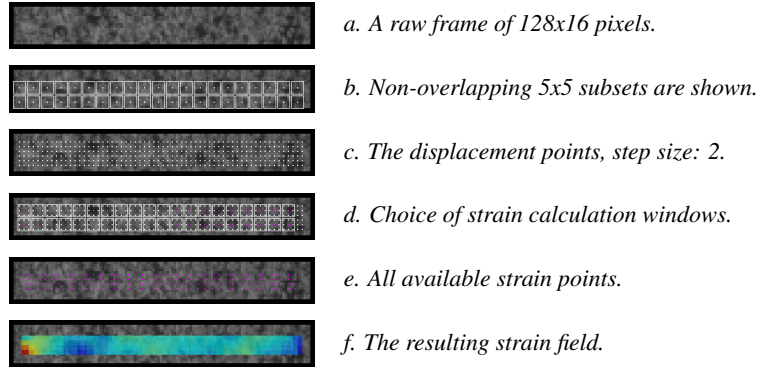 a. A raw frame of 128x16 pixels.
b. Non-overlapping 5x5 subsets are shown.
c. The displacement points, step size: 2.
d. Choice of strain calculation windows.
e. All available strain points.
f. The resulting strain field.